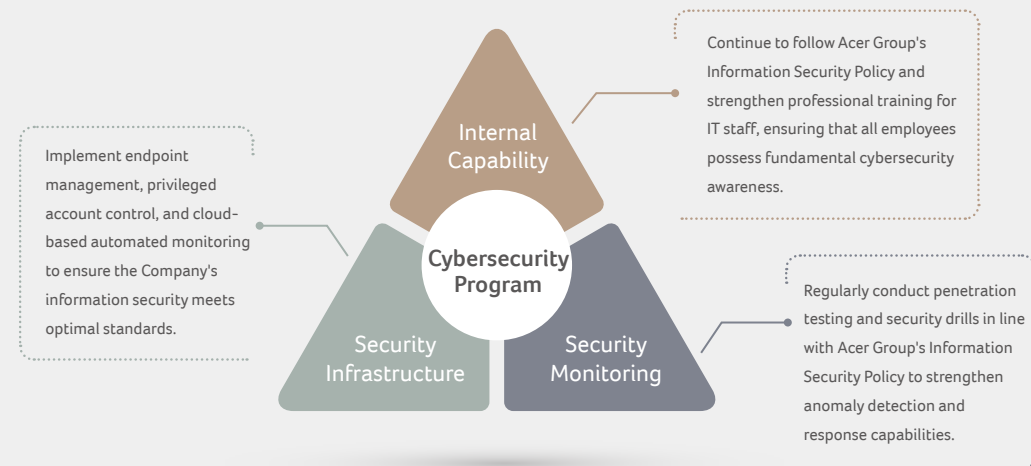 Continue to follow Acer Group's
Information Security Policy and
strengthen professional training for
IT staff, ensuring that all employees
possess fundamental cybersecurity
awareness.
Internal
Capability
Implement endpoint
management, privileged
account control, and cloud-
based automated monitoring
to ensure the Company's
information security meets
optimal standards.
Cybersecurity
Program
Security
Infrastructure
Security
Monitoring
Regularly conduct penetration
testing and security drills in line
with Acer Group's Information
Security Policy to strengthen
anomaly detection and
response capabilities.